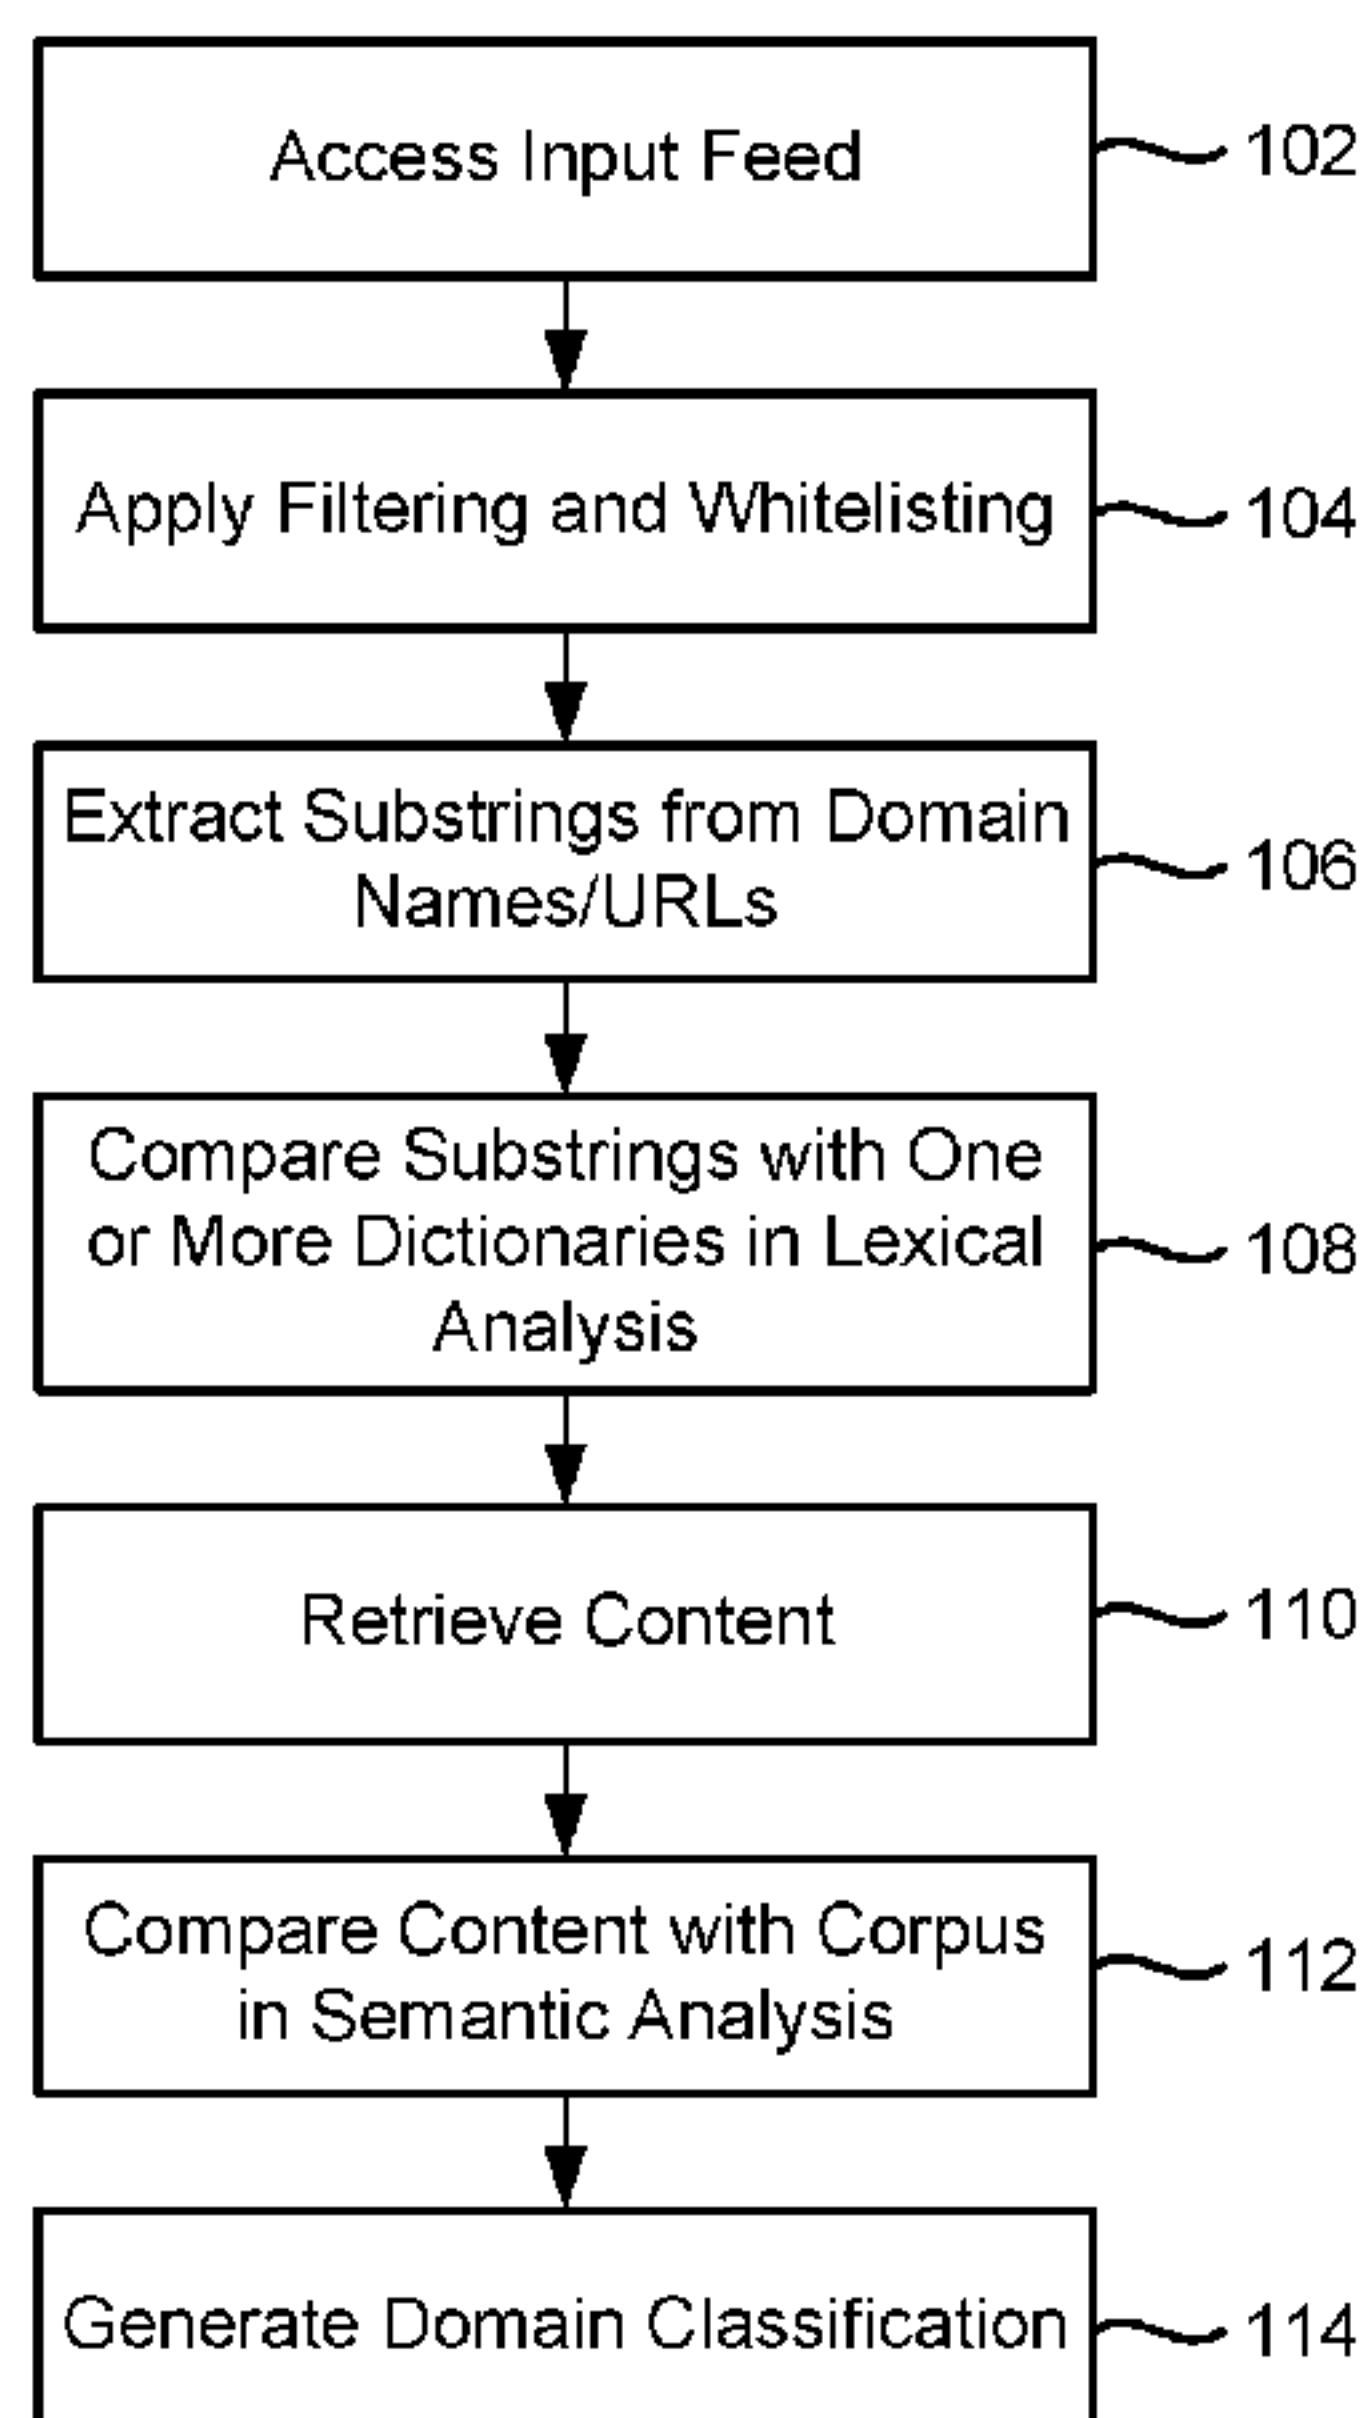 Access Input Feed
102
Apply Filtering and Whitelisting
104
Extract Substrings from Domain
Names/URLs
106
Compare Substrings with One
or More Dictionaries in Lexical
Analysis
108
Retrieve Content
110
Compare Content with Corpus
in Semantic Analysis
112
Generate Domain Classification
114